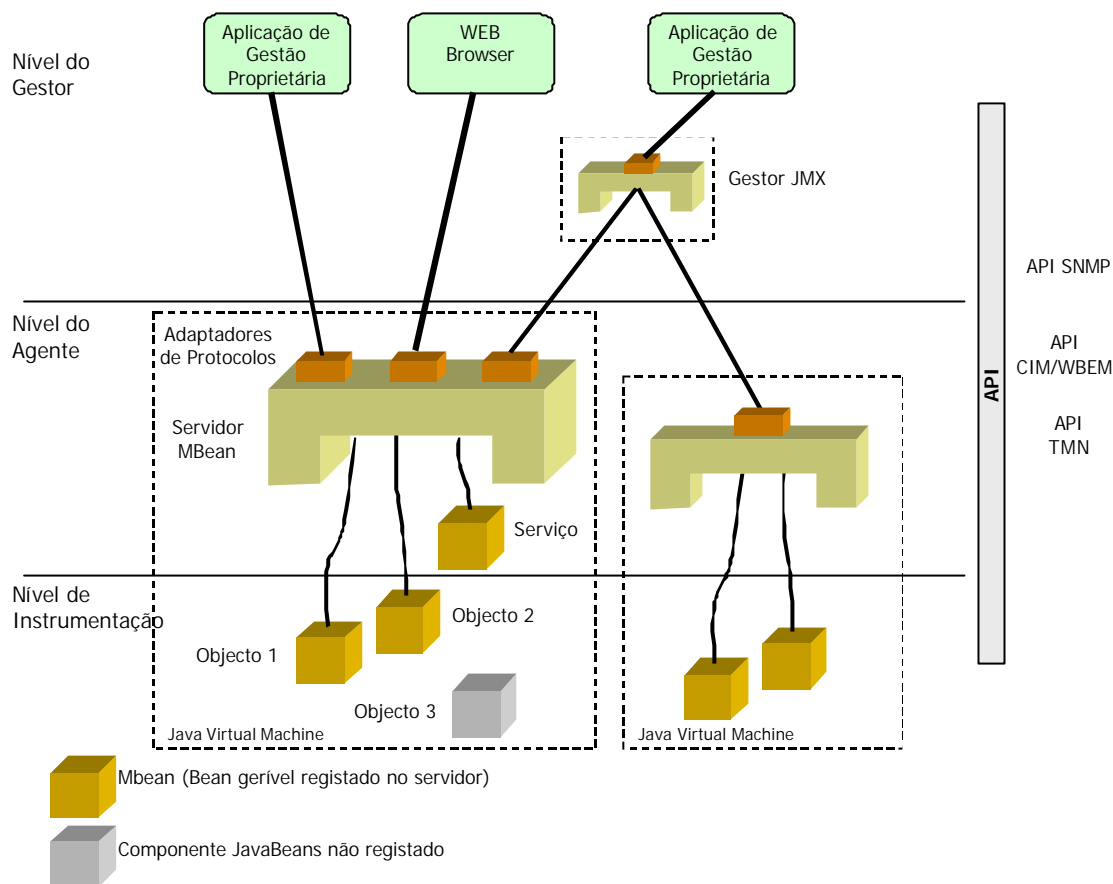 Aplicação de
Gestão
Proprietária
WEB
Browser
Aplicação de
Gestão
Proprietária
Nível do
Gestor
Gestor JMX
API SNMP
Nível do
Agente
Adaptadores
de Protocolos
API
CIM/WBEM
API
Servidor
MBean
API
TMN
Serviço
Nível de
Instrumentação
Objecto 2
Objecto 1
Objecto 3
Java Virtual Machine
Java Virtual Machine
Mbean (Bean gerível registado no servidor)
Componente JavaBeans não registado